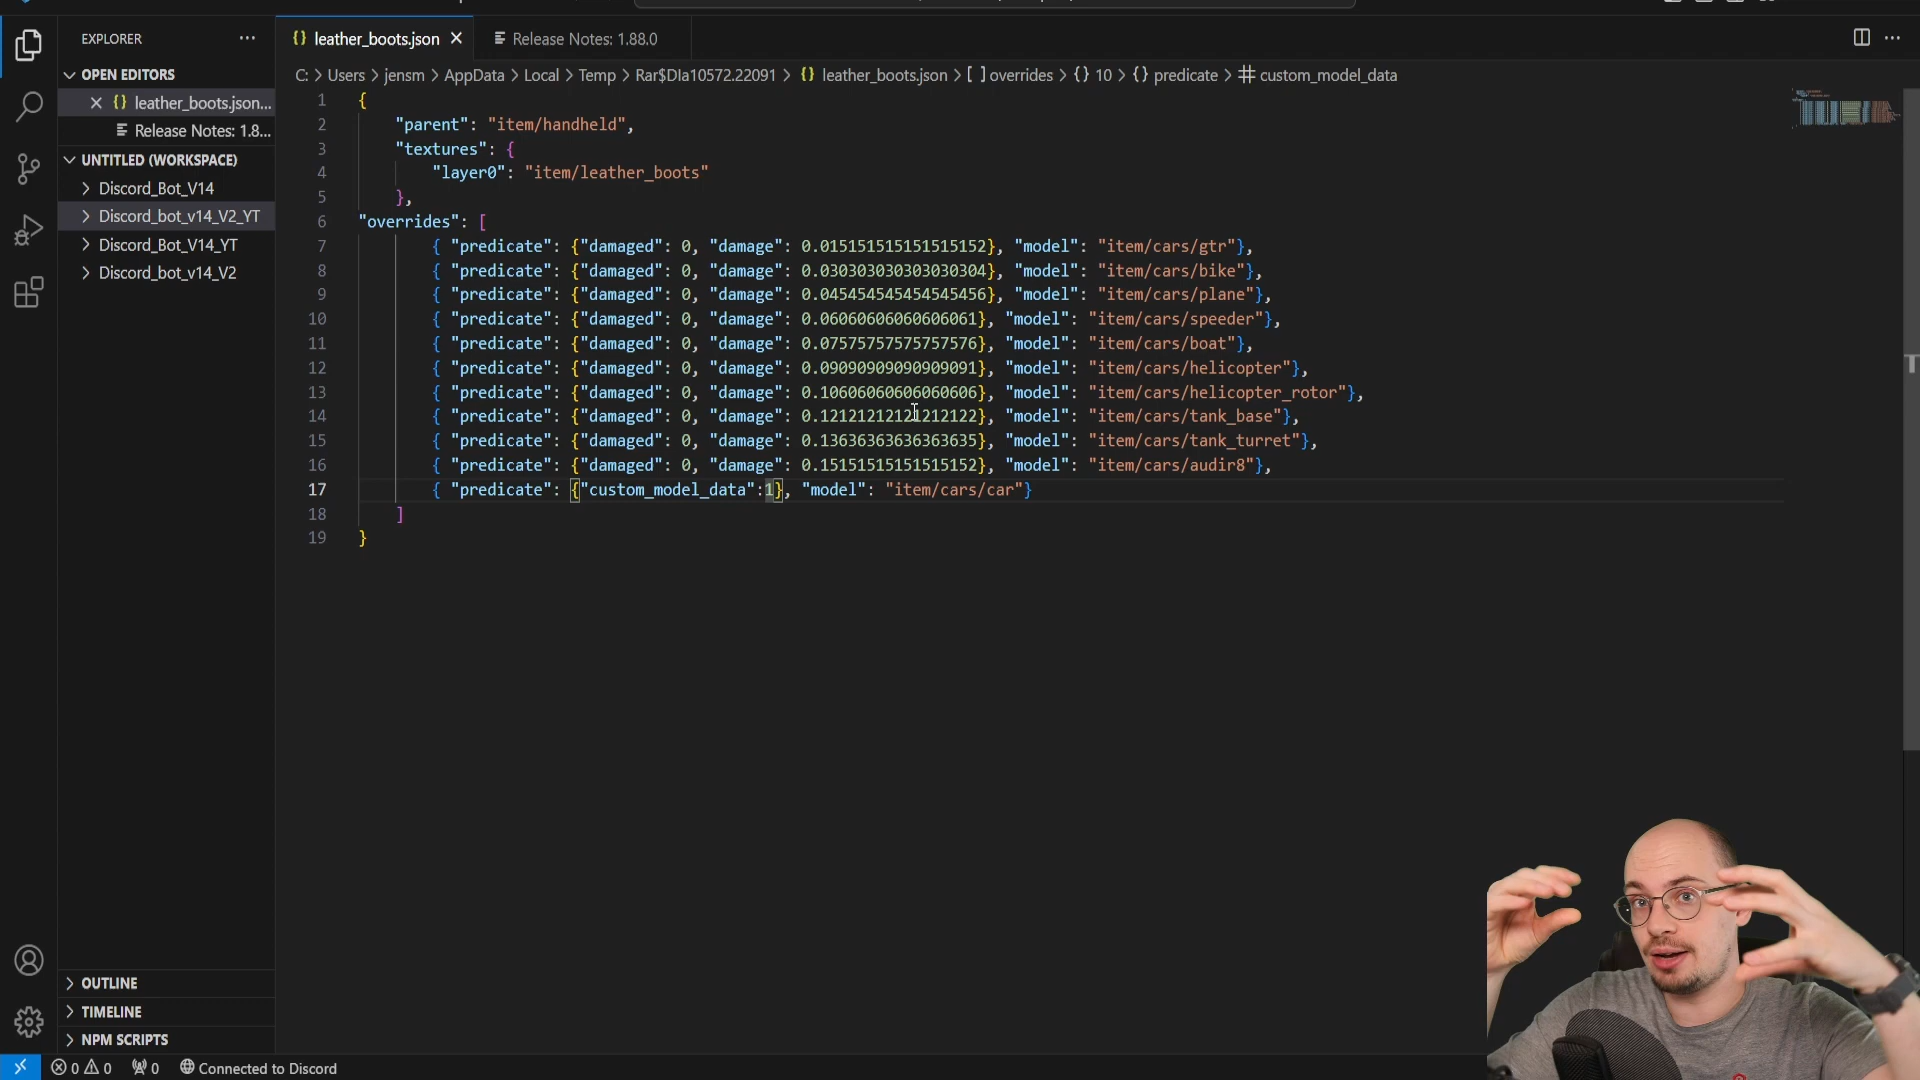 EXPLORER
OPEN EDITORS
leather_boots.json...
Release Notes: 1.8...
UNTITLED (WORKSPACE)
Discord_Bot_V14
Discord_bot_v14_V2_YT
Discord_Bot_V14_YT
Discord_bot_v14_V2
OUTLINE
TIMELINE
NPM SCRIPTS
leather_boots.json
Release Notes: 1.88.0
C: > Users > jensm > AppData > Local > Temp > Rar$DIa10572.22091 > {} leather_boots.json > [ ] overrides > {} 10 > {} predicate > # custom_model_data
1 {
2 "parent": "item/handheld",
3 "textures": {
4 "layer0": "item/leather_boots"
5 },
6 "overrides": [
7 { "predicate": {"damaged": 0, "damage": 0.015151515151515152}, "model": "item/cars/gtr"},
8 { "predicate": {"damaged": 0, "damage": 0.030303030303030304}, "model": "item/cars/bike"},
9 { "predicate": {"damaged": 0, "damage": 0.045454545454545456}, "model": "item/cars/plane"},
10 { "predicate": {"damaged": 0, "damage": 0.06060606060606061}, "model": "item/cars/speeder"},
11 { "predicate": {"damaged": 0, "damage": 0.07575757575757576}, "model": "item/cars/boat"},
12 { "predicate": {"damaged": 0, "damage": 0.09090909090909091}, "model": "item/cars/helicopter"},
13 { "predicate": {"damaged": 0, "damage": 0.10606060606060606}, "model": "item/cars/helicopter_rotor"},
14 { "predicate": {"damaged": 0, "damage": 0.12121212121212122}, "model": "item/cars/tank_base"},
15 { "predicate": {"damaged": 0, "damage": 0.13636363636363635}, "model": "item/cars/tank_turret"},
16 { "predicate": {"damaged": 0, "damage": 0.15151515151515152}, "model": "item/cars/audir8"},
17 { "predicate": {"custom_model_data":1}, "model": "item/cars/car"}
18 ]
19 }
0 0 0 Connected to Discord